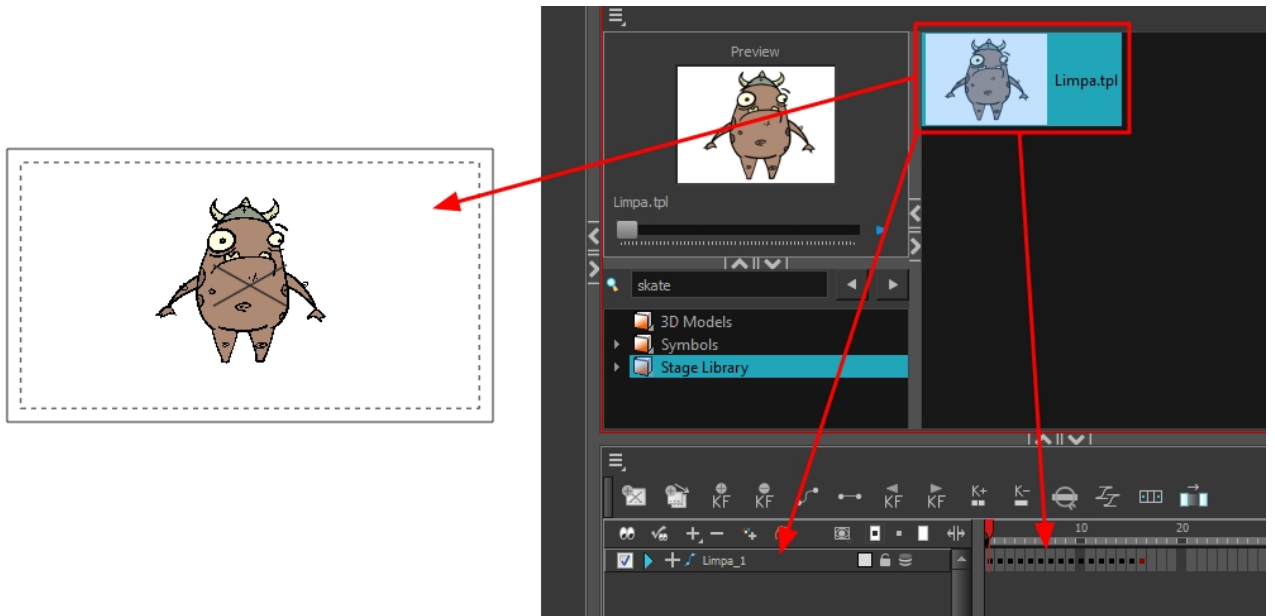 Preview
Limpa.tpl
Limpa.tpl
skate
3D Models
Symbols
Stage Library
KF KF KF KF K+ K-
10 20
Limpa_1